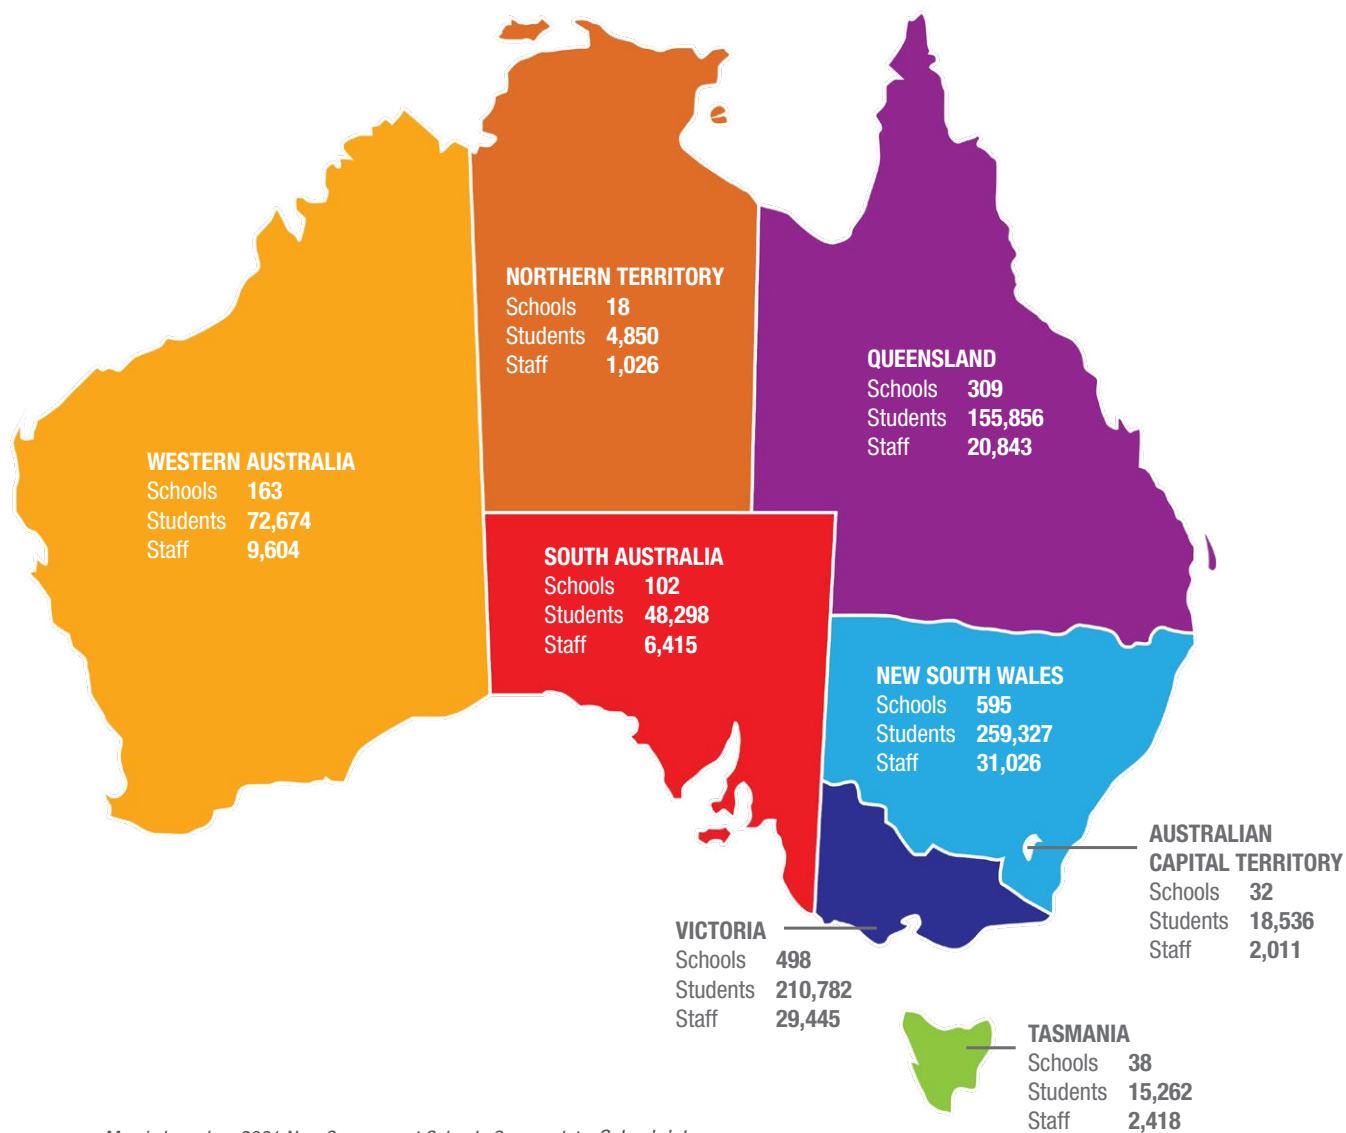 NORTHERN TERRITORY
Schools 18
Students 4,850
Staff 1,026
QUEENSLAND
Schools 309
Students 155,856
Staff 20,843
WESTERN AUSTRALIA
Schools 163
Students 72,674
Staff 9,604
SOUTH AUSTRALIA
Schools 102
Students 48,298
Staff 6,415
NEW SOUTH WALES
Schools 595
Students 259,327
Staff 31,026
AUSTRALIAN
CAPITAL TERRITORY
Schools 32
Students 18,536
Staff 2,011
VICTORIA
Schools 498
Students 210,782
Staff 29,445
TASMANIA
Schools 38
Students 15,262
Staff 2,418